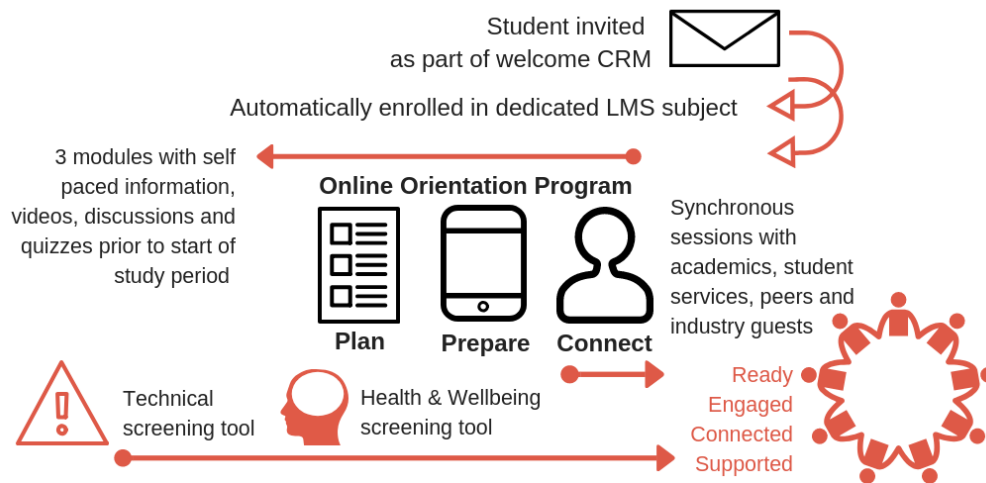 Student invited
as part of welcome CRM
Automatically enrolled in dedicated LMS subject
3 modules with self
paced information,
videos, discussions and
quizzes prior to start of
study period
Online Orientation Program
Plan
Prepare
Connect
Synchronous
sessions with
academics, student
services, peers and
industry guests
Technical
screening tool
Health & Wellbeing
screening tool
Ready
Engaged
Connected
Supported